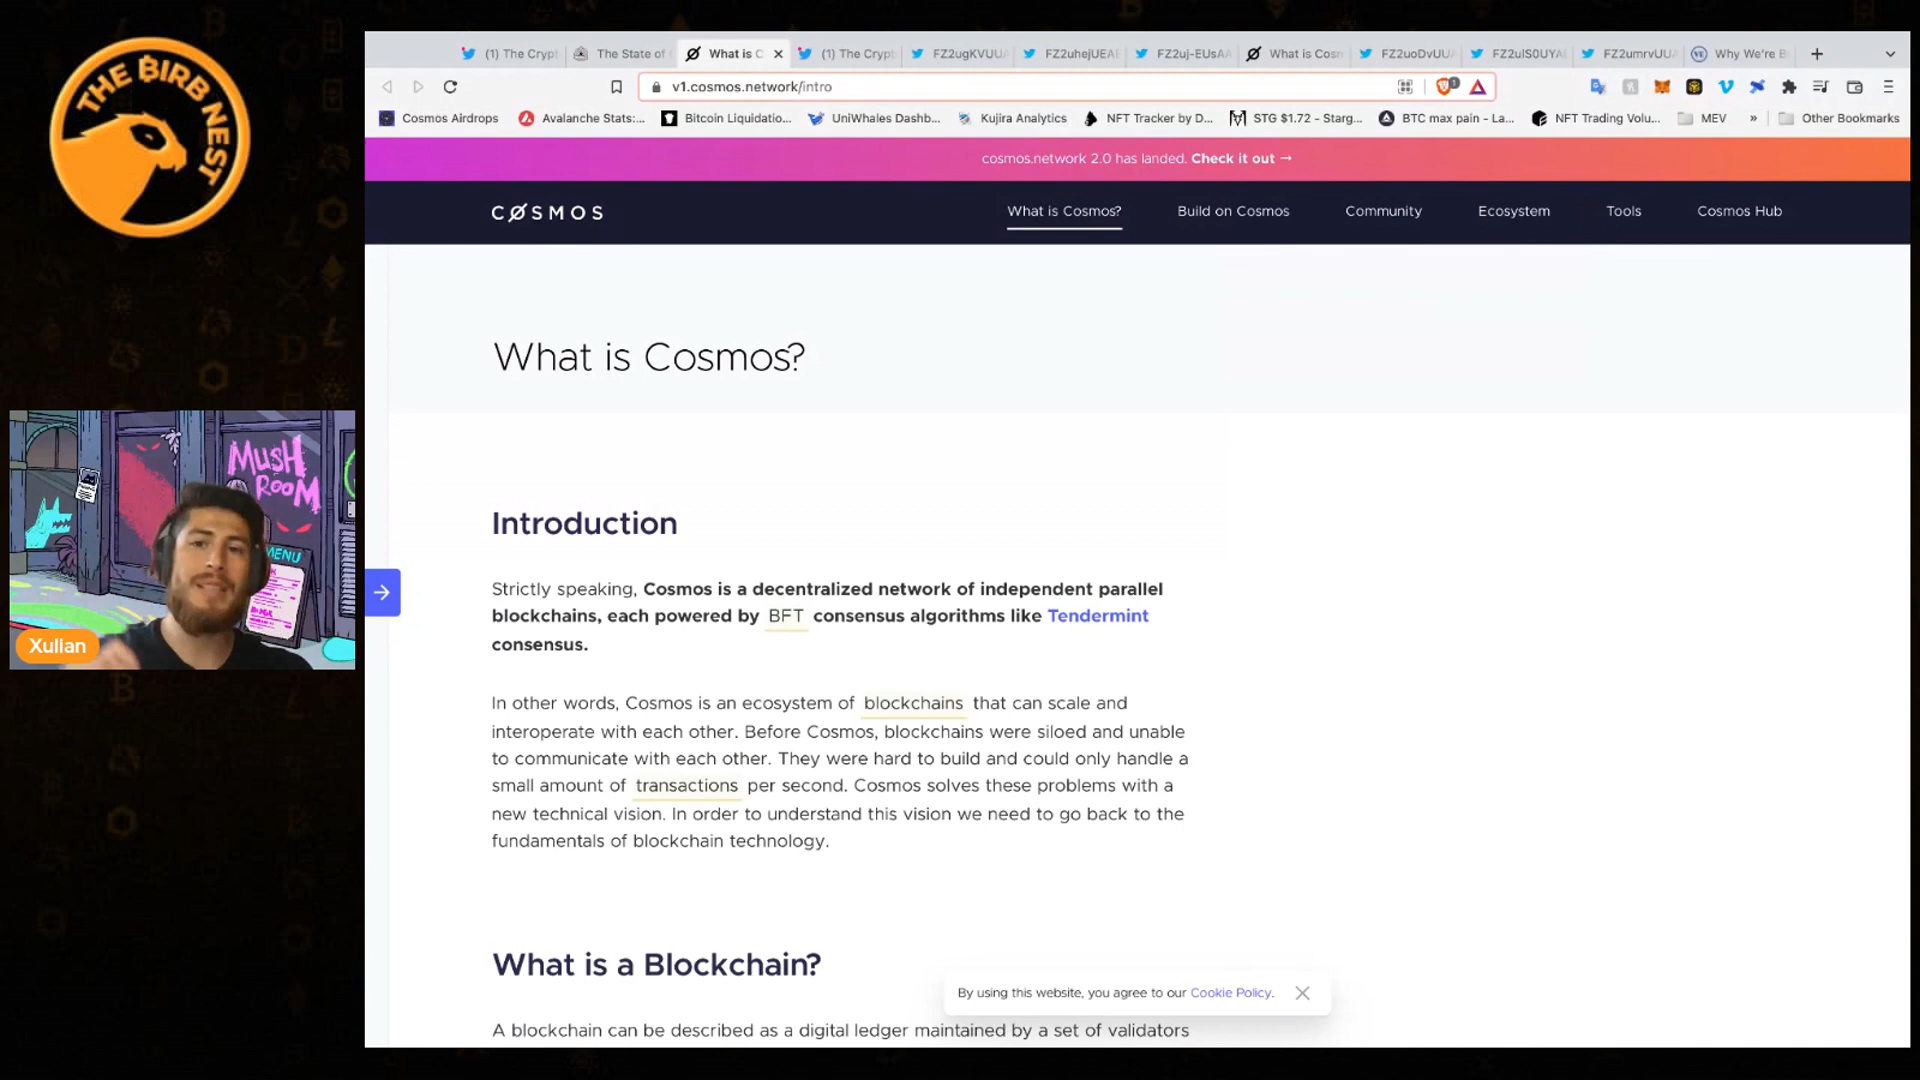 THE BIRB NEST
(1) The Crypt
The State of
What is C
(1) The Cryp
FZ2ugKVUU
FZ2uhejUEA
FZ2uj-EUsAA
What is Cosm
FZ2uoDvUU
FZ2ulS0UYA
FZ2umrvUU
Why We're B
v1.cosmos.network/intro
Cosmos Airdrops
Avalanche Stats:...
Bitcoin Liquidatio...
UniWhales Dashb...
Kujira Analytics
NFT Tracker by D...
STG $1.72 - Starg...
BTC max pain - La...
NFT Trading Volu...
MEV
»
Other Bookmarks
cosmos.network 2.0 has landed. Check it out →
COSMOS
What is Cosmos?
Build on Cosmos
Community
Ecosystem
Tools
Cosmos Hub
What is Cosmos?
Introduction
Strictly speaking, Cosmos is a decentralized network of independent parallel
blockchains, each powered by BFT consensus algorithms like Tendermint
consensus.
In other words, Cosmos is an ecosystem of blockchains that can scale and
interoperate with each other. Before Cosmos, blockchains were siloed and unable
to communicate with each other. They were hard to build and could only handle a
small amount of transactions per second. Cosmos solves these problems with a
new technical vision. In order to understand this vision we need to go back to the
fundamentals of blockchain technology.
What is a Blockchain?
By using this website, you agree to our Cookie Policy.
A blockchain can be described as a digital ledger maintained by a set of validators
MUSH
ROOM
MENU
Xulian